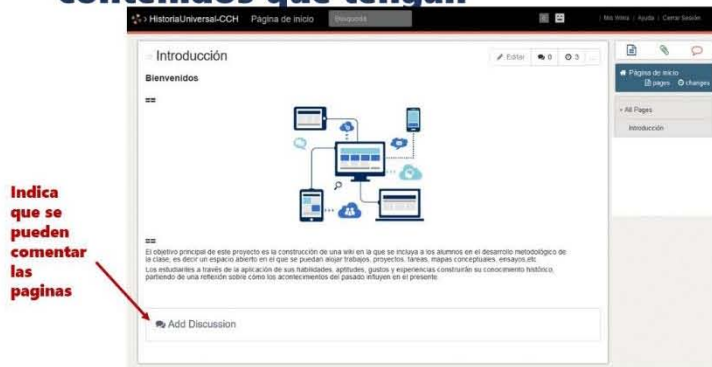 contenidos que tengan
HistoriaUniversal-CCH Página de inicio Búsqueda
Mis Wikis | Ayuda | Cerrar Sesión
Introducción
Editar 0 3 ...
Bienvenidos
==
==
El objetivo principal de este proyecto es la construcción de una wiki en la que se incluya a los alumnos en el desarrollo metodológico de
la clase, es decir un espacio abierto en el que se puedan alojar trabajos, proyectos, tareas, mapas conceptuales, ensayos,etc
Los estudiantes a través de la aplicación de sus habilidades, aptitudes, gustos y experiencias construirán su conocimiento histórico,
partiendo de una reflexión sobre cómo los acontecimientos del pasado influyen en el presente.
Add Discussion
Página de inicio
pages changes
All Pages
Introducción
Indica
que se
pueden
comentar
las
paginas